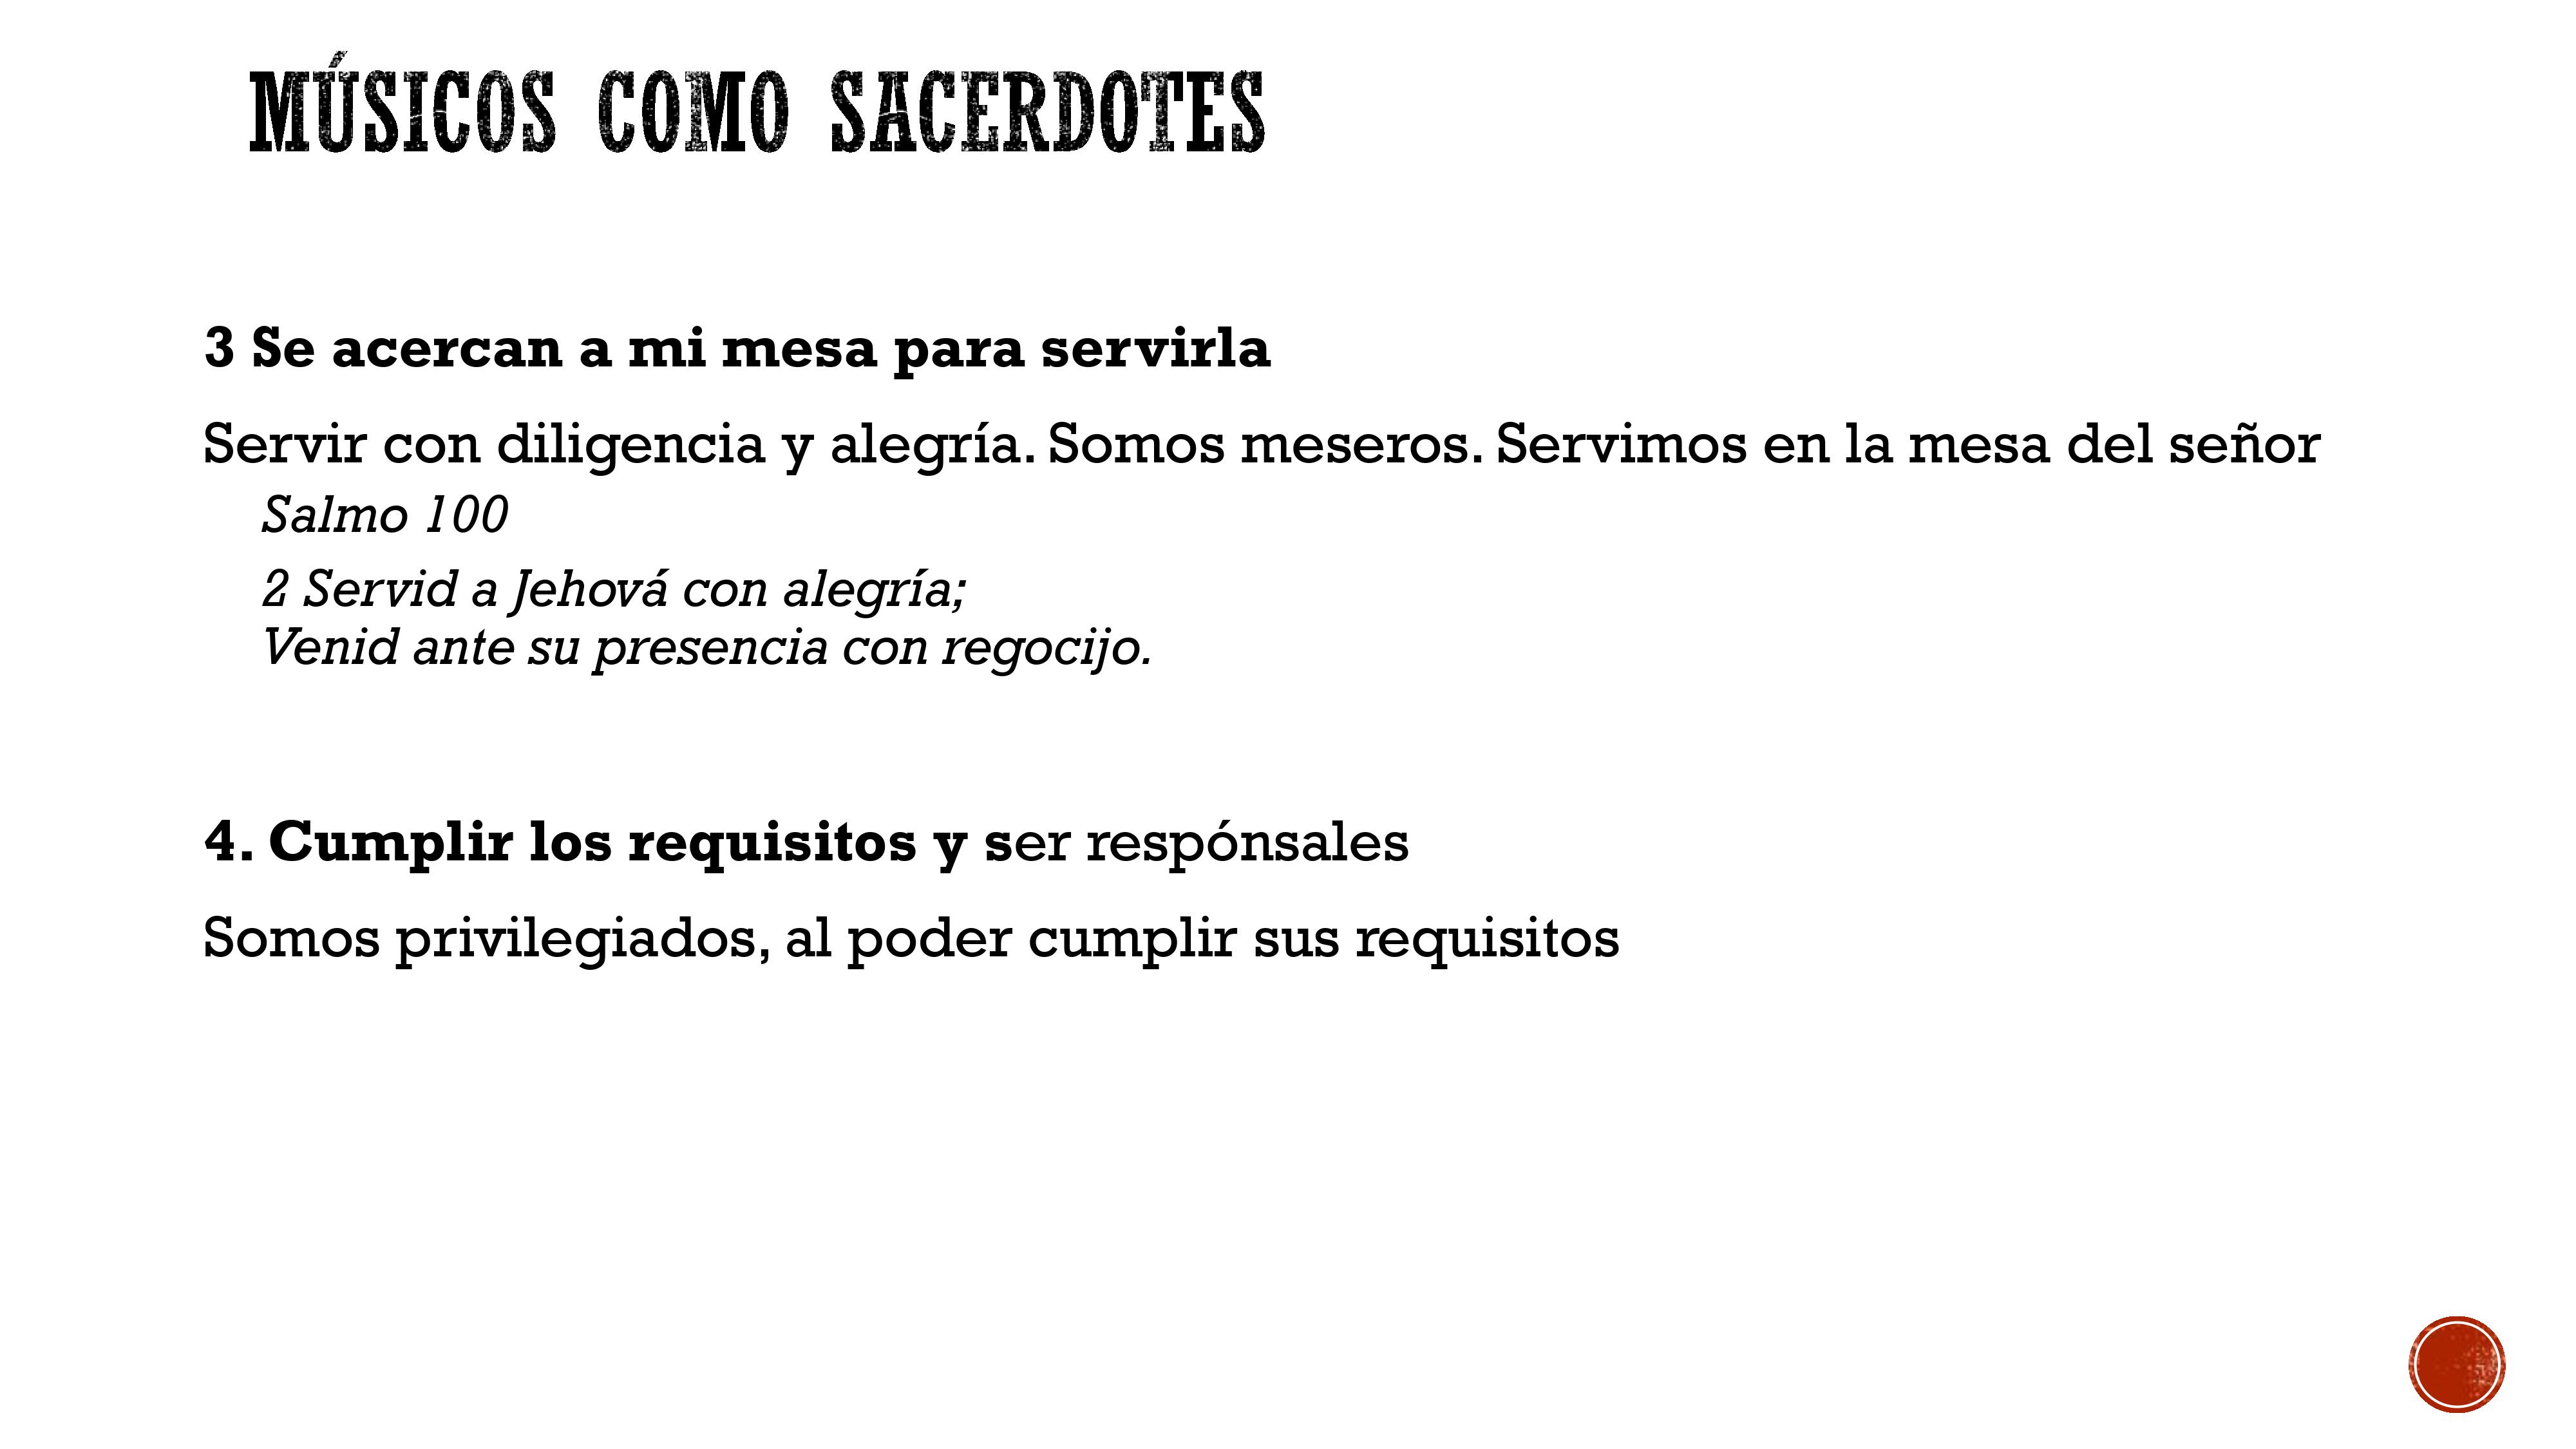 MÚSICOS COMO SACERDOTES
3 Se acercan a mi mesa para servirla
Servir con diligencia y alegría. Somos meseros. Servimos en la mesa del señor
Salmo 100
2 Servid a Jehová con alegría;
Venid ante su presencia con regocijo.
4. Cumplir los requisitos y ser respónsales
Somos privilegiados, al poder cumplir sus requisitos